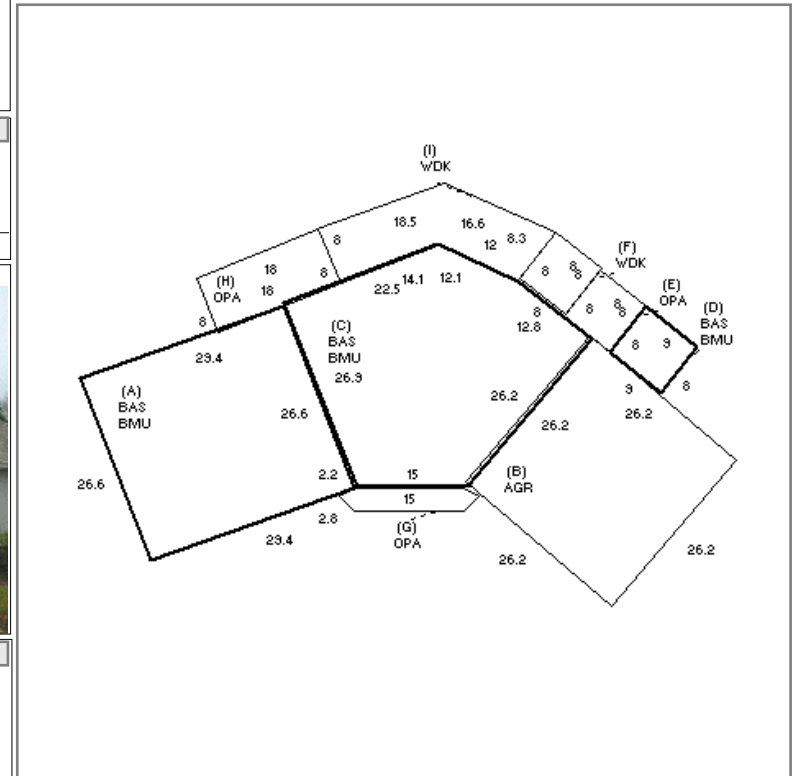 (I)
WDK
18.5
16.6
8
12
8.3
(F)
WDK
18
8
(H)
OPA
18
14.1
12.1
22.5
8
8
8
(E)
OPA
8
8
8
(D)
BAS
BMU
8
(C)
BAS
BMU
26.9
8
12.8
8
9
29.4
9
8
(A)
BAS
BMU
26.2
26.2
26.6
26.2
2.2
15
(B)
AGR
26.6
15
2.8
(G)
OPA
29.4
26.2
26.2